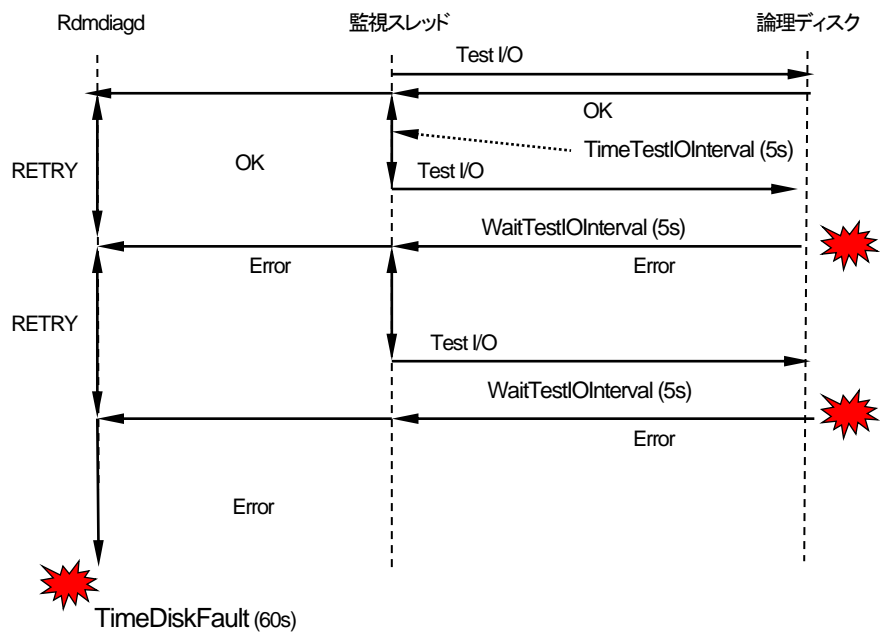 Rdmdiagd
監視スレッド
論理ディスク
Test I/O
OK
TimeTestIOInterval (5s)
RETRY
OK
Test I/O
WaitTestIOInterval (5s)
Error
Error
RETRY
Test I/O
WaitTestIOInterval (5s)
Error
Error
TimeDiskFault (60s)